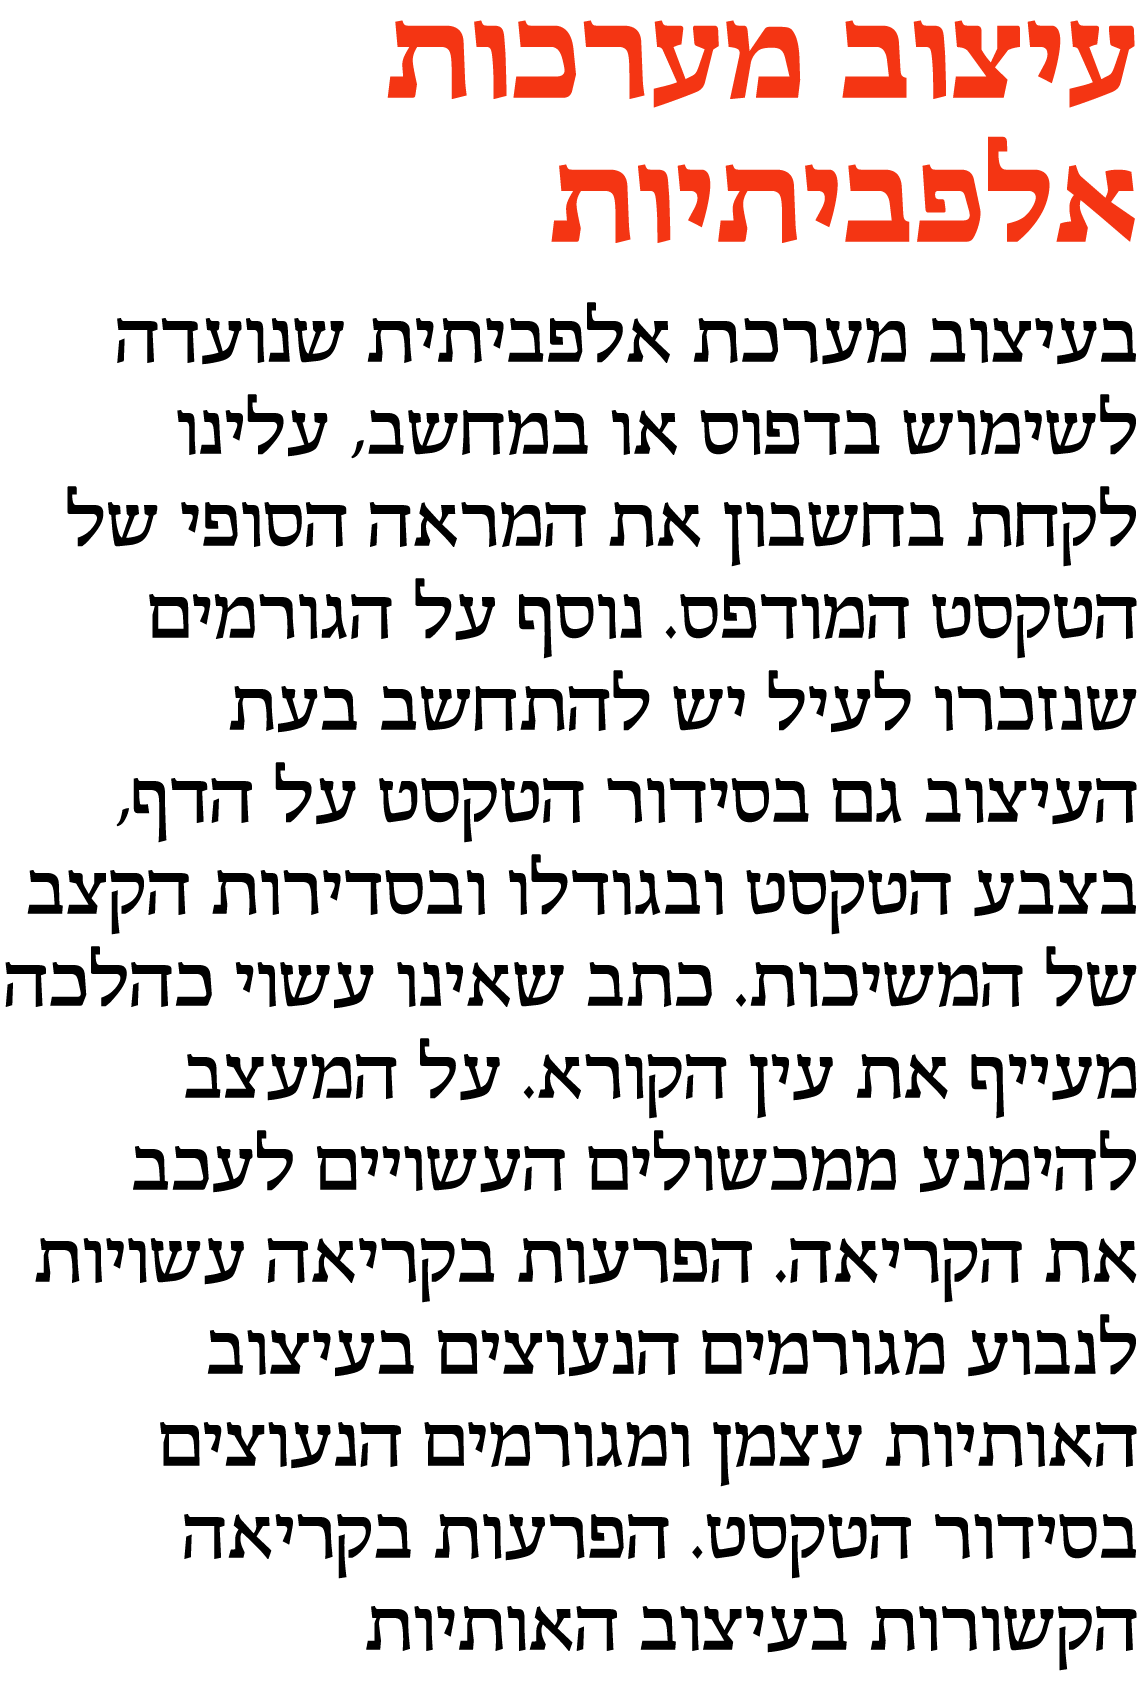 עיצוב מערכות
אלפביתיות
בעיצוב מערכת אלפביתית שנועדה
לשימוש בדפוס או במחשב, עלינו
לקחת בחשבון את המראה הסופי של
הטקסט המודפס. נוסף על הגורמים
שנזכרו לעיל יש להתחשב בעת
העיצוב גם בסידור הטקסט על הדף,
בצבע הטקסט ובגודלו ובסדירות הקצב
של המשיכות. כתב שאינו עשוי כהלכה
מעייף את עין הקורא. על המעצב
להימנע ממכשולים העשויים לעכב
את הקריאה. הפרעות בקריאה עשויות
לנבוע מגורמים הנעוצים בעיצוב
האותיות עצמן ומגורמים הנעוצים
בסידור הטקסט. הפרעות בקריאה
הקשורות בעיצוב האותיות